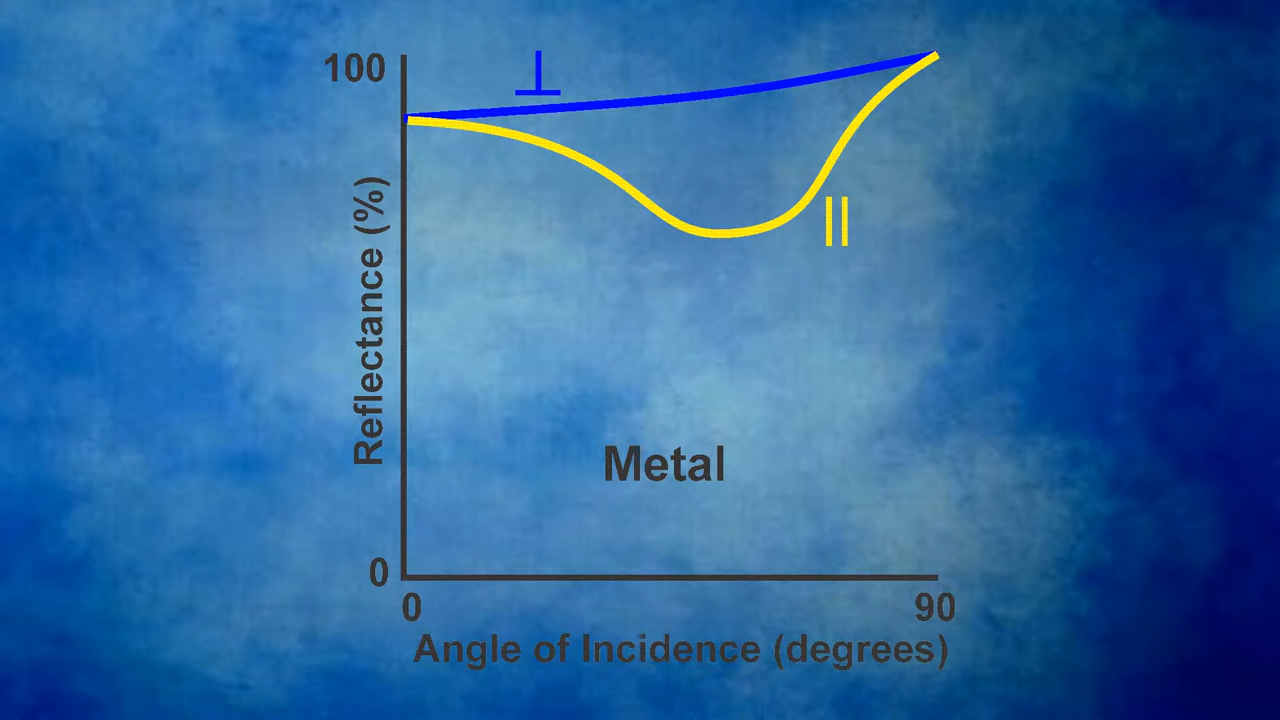 100
⊥
||
Reflectance (%)
Metal
0
0 90
Angle of Incidence (degrees)